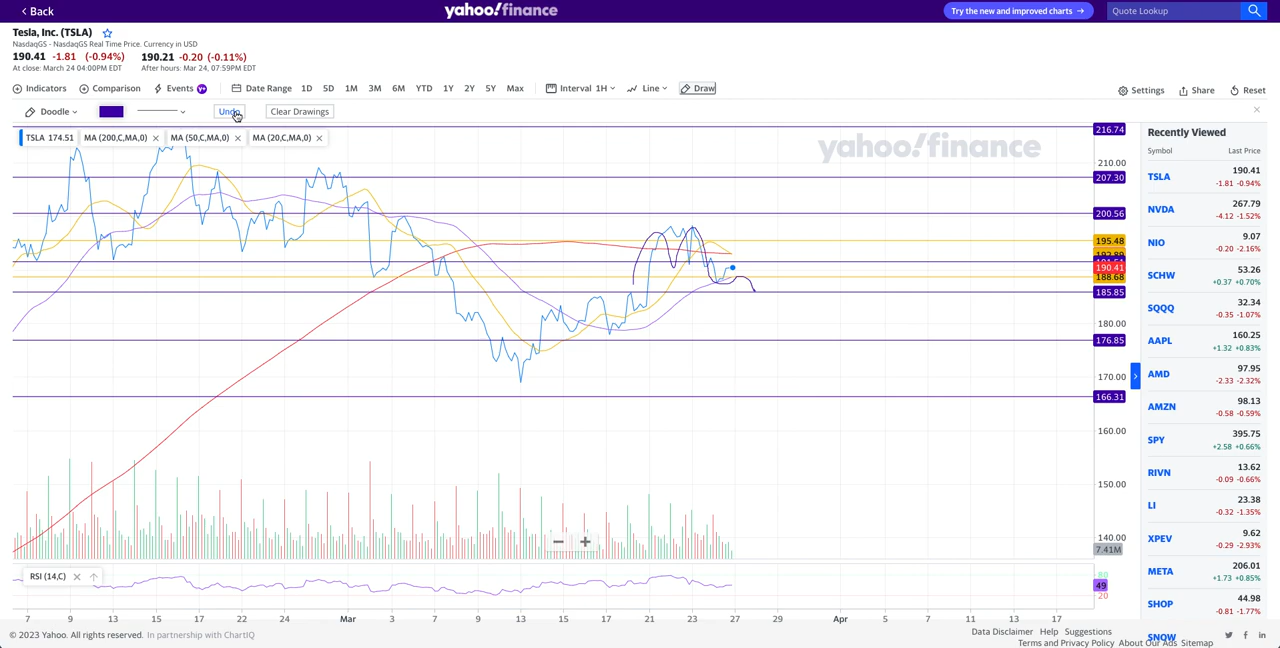 Back
yahoo!finance
Try the new and improved charts →
Quote Lookup
Tesla, Inc. (TSLA)
NasdaqGS - NasdaqGS Real Time Price. Currency in USD
190.41 -1.81 (-0.94%) 190.21 -0.20 (-0.11%)
At close: March 24 04:00PM EDT After hours: Mar 24, 07:59PM EDT
Indicators Comparison Events Y+ Date Range 1D 5D 1M 3M 6M YTD 1Y 2Y 5Y Max Interval 1H Line Draw Settings Share Reset
Doodle Undo Clear Drawings
TSLA 174.51 MA (200,C,MA,0) MA (50,C,MA,0) MA (20,C,MA,0)
yahoo!finance
216.74
210.00
207.30
200.56
195.48
190.41
188.68
185.85
180.00
176.85
170.00
166.31
160.00
150.00
140.00
7.41M
RSI (14,C)
80
49
20
7 9 13 15 17 22 24 Mar 3 7 9 13 15 17 21 23 27 29 Apr 5 7 11 13 17
Recently Viewed
Symbol Last Price
TSLA 190.41
-1.81 -0.94%
NVDA 267.79
-4.12 -1.52%
NIO 9.07
-0.20 -2.16%
SCHW 53.26
+0.37 +0.70%
SQQQ 32.34
-0.35 -1.07%
AAPL 160.25
+1.32 +0.83%
AMD 97.95
-2.33 -2.32%
AMZN 98.13
-0.58 -0.59%
SPY 395.75
+2.58 +0.66%
RIVN 13.62
-0.09 -0.66%
LI 23.38
-0.32 -1.35%
XPEV 9.62
-0.29 -2.93%
META 206.01
+1.73 +0.85%
SHOP 44.98
-0.81 -1.77%
SNOW
© 2023 Yahoo. All rights reserved. In partnership with ChartIQ
Data Disclaimer Help Suggestions
Terms and Privacy Policy About Our Ads Sitemap